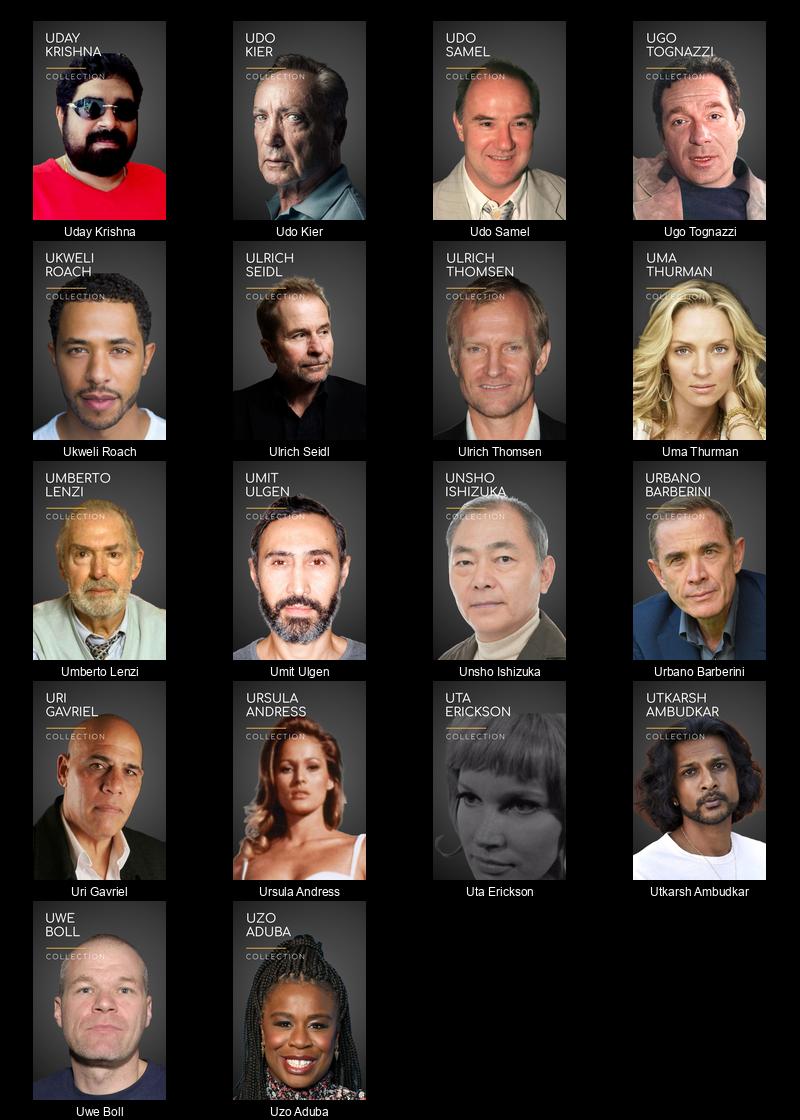 UDAY
KRISHNA
COLLECTION
Uday Krishna
UDO
KIER
COLLECTION
Udo Kier
UDO
SAMEL
COLLECTION
Udo Samel
UGO
TOGNAZZI
COLLECTION
Ugo Tognazzi
UKWELI
ROACH
COLLECTION
Ukweli Roach
ULRICH
SEIDL
COLLECTION
Ulrich Seidl
ULRICH
THOMSEN
COLLECTION
Ulrich Thomsen
UMA
THURMAN
COLLECTION
Uma Thurman
UMBERTO
LENZI
COLLECTION
Umberto Lenzi
UMIT
ULGEN
COLLECTION
Umit Ulgen
UNSHO
ISHIZUKA
COLLECTION
Unsho Ishizuka
URBANO
BARBERINI
COLLECTION
Urbano Barberini
URI
GAVRIEL
COLLECTION
Uri Gavriel
URSULA
ANDRESS
COLLECTION
Ursula Andress
UTA
ERICKSON
COLLECTION
Uta Erickson
UTKARSH
AMBUDKAR
COLLECTION
Utkarsh Ambudkar
UWE
BOLL
COLLECTION
Uwe Boll
UZO
ADUBA
COLLECTION
Uzo Aduba